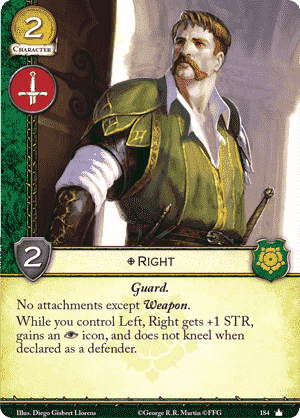 2
CHARACTER
2
RIGHT
Guard.
No attachments except Weapon.
While you control Left, Right gets +1 STR,
gains an icon, and does not kneel when
declared as a defender.
Illus. Diego Gisbert Llorens ©George R.R. Martin ©FFG 184